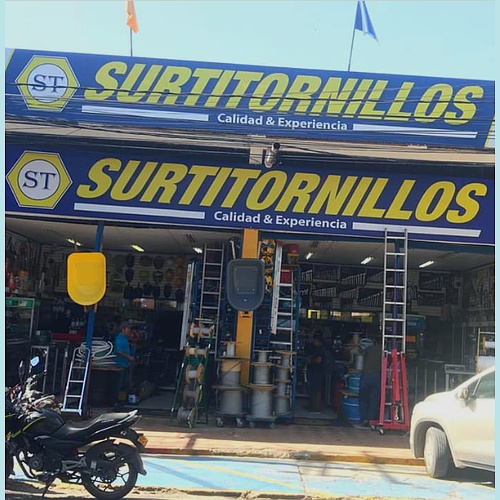 ST
SURTITORNILLOS
Calidad & Experiencia
ST
SURTITORNILLOS
Calidad & Experiencia